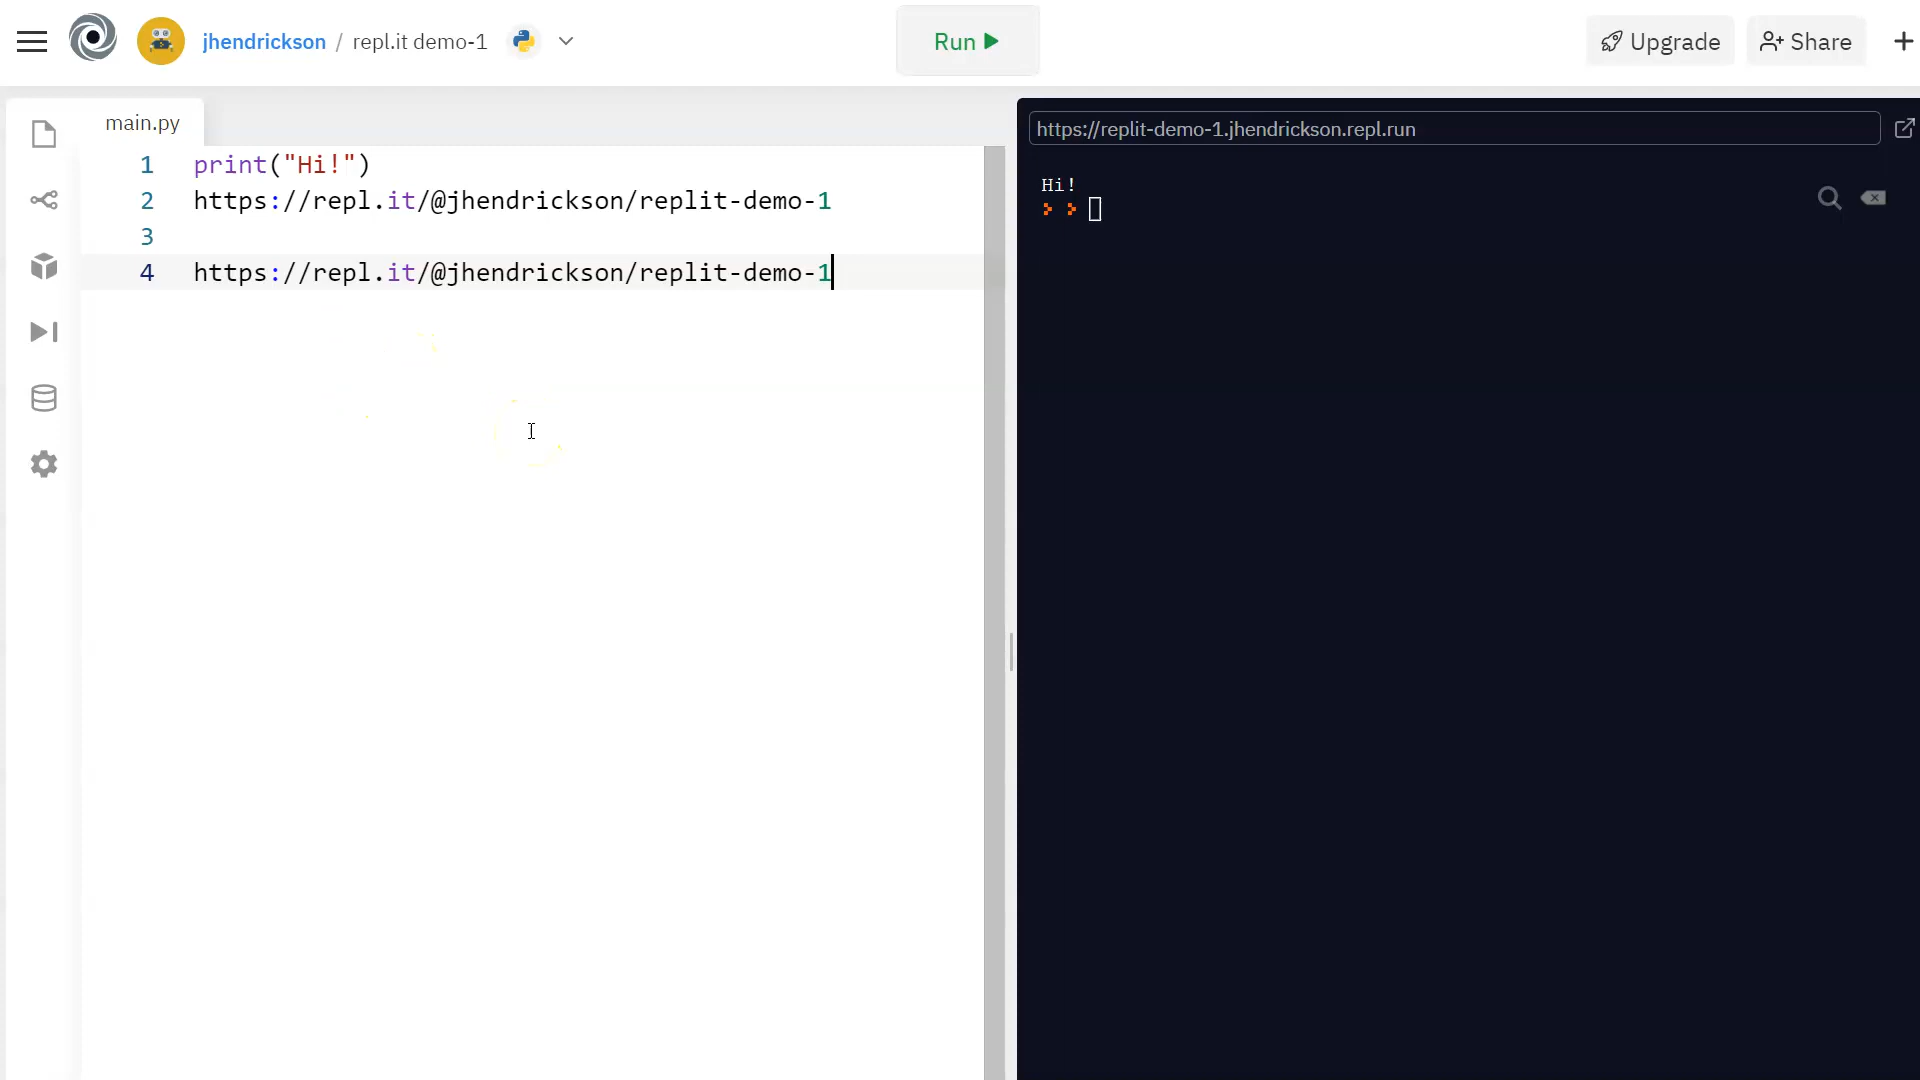 jhendrickson / repl.it demo-1
Run
Upgrade
Share
main.py
1 print("Hi!")
2 https://repl.it/@jhendrickson/replit-demo-1
3
4 https://repl.it/@jhendrickson/replit-demo-1
https://replit-demo-1.jhendrickson.repl.run
Hi!